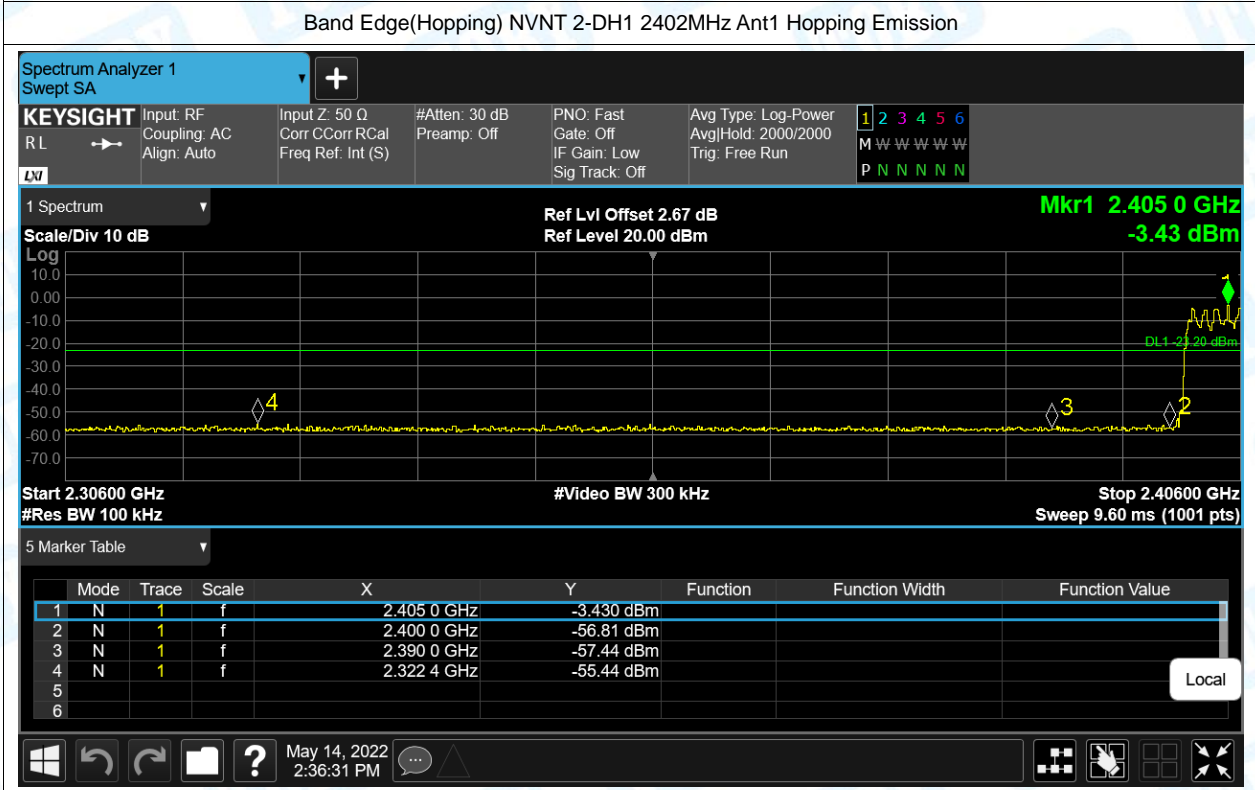 Band Edge(Hopping) NVNT 2-DH1 2402MHz Ant1 Hopping Emission
Spectrum Analyzer 1
Swept SA
KEYSIGHT
R L
LXI
Input: RF
Coupling: AC
Align: Auto
Input Z: 50 Ω
Corr CCorr RCal
Freq Ref: Int (S)
#Atten: 30 dB
Preamp: Off
PNO: Fast
Gate: Off
IF Gain: Low
Sig Track: Off
Avg Type: Log-Power
Avg|Hold: 2000/2000
Trig: Free Run
1 2 3 4 5 6
M W W W W W
P N N N N N
1 Spectrum
Scale/Div 10 dB
Ref Lvl Offset 2.67 dB
Ref Level 20.00 dBm
Mkr1 2.405 0 GHz
-3.43 dBm
Log
10.0
0.00
-10.0
-20.0
-30.0
-40.0
-50.0
-60.0
-70.0
1
DL1 -23.20 dBm
4
3
2
Start 2.30600 GHz
#Res BW 100 kHz
#Video BW 300 kHz
Stop 2.40600 GHz
Sweep 9.60 ms (1001 pts)
5 Marker Table
Mode Trace Scale X Y Function Function Width Function Value
1 N 1 f 2.405 0 GHz -3.430 dBm
2 N 1 f 2.400 0 GHz -56.81 dBm
3 N 1 f 2.390 0 GHz -57.44 dBm
4 N 1 f 2.322 4 GHz -55.44 dBm
5
6
Local
?
May 14, 2022
2:36:31 PM